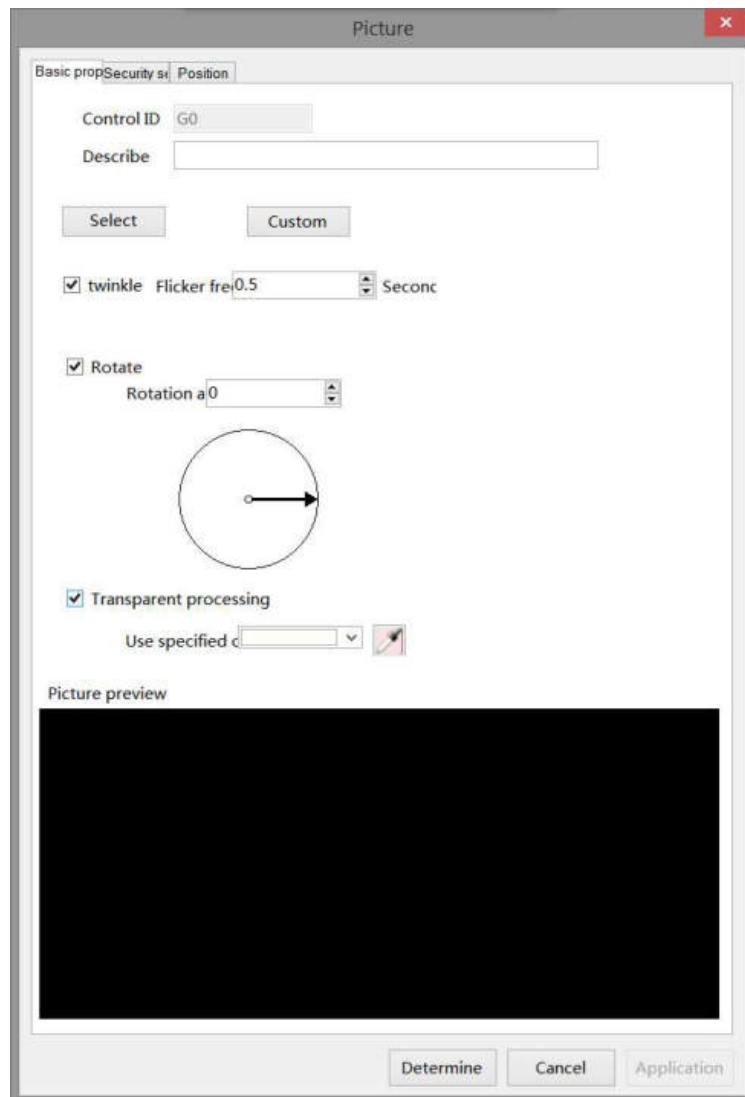 Picture
Basic prop Security se Position
Control ID G0
Describe
Select Custom
twinkle Flicker fre 0.5 Seconc
Rotate
Rotation a 0
Transparent processing
Use specified c
Picture preview
Determine Cancel Application